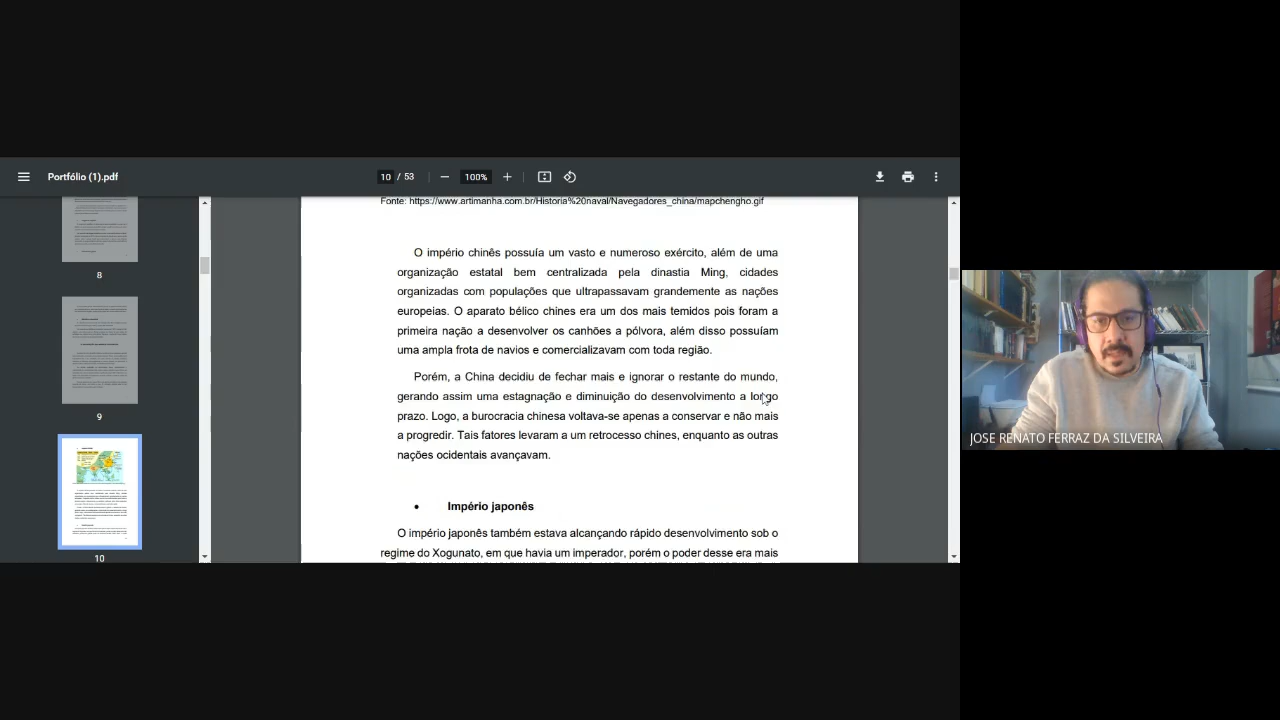 Portfólio (1).pdf
10 / 53
100%
8
9
10
Fonte: https://www.artimanha.com.br/Historia%20naval/Navegadores_china/mapchengho.gif
O império chinês possuía um vasto e numeroso exército, além de uma
organização estatal bem centralizada pela dinastia Ming, cidades
organizadas com populações que ultrapassavam grandemente as nações
europeias. O aparato bélico chines era um dos mais temidos pois foram a
primeira nação a desenvolver os canhões a pólvora, além disso possuíam
uma ampla frota de navios e comercializavam com toda região.
Porém, a China decidiu de fechar mais e ignorar o restante do mundo,
gerando assim uma estagnação e diminuição do desenvolvimento a longo
prazo. Logo, a burocracia chinesa voltava-se apenas a conservar e não mais
a progredir. Tais fatores levaram a um retrocesso chines, enquanto as outras
nações ocidentais avançavam.
• Império japonês
O império japonês também estava alcançando rápido desenvolvimento sob o
regime do Xogunato, em que havia um imperador, porém o poder desse era mais
JOSE RENATO FERRAZ DA SILVEIRA